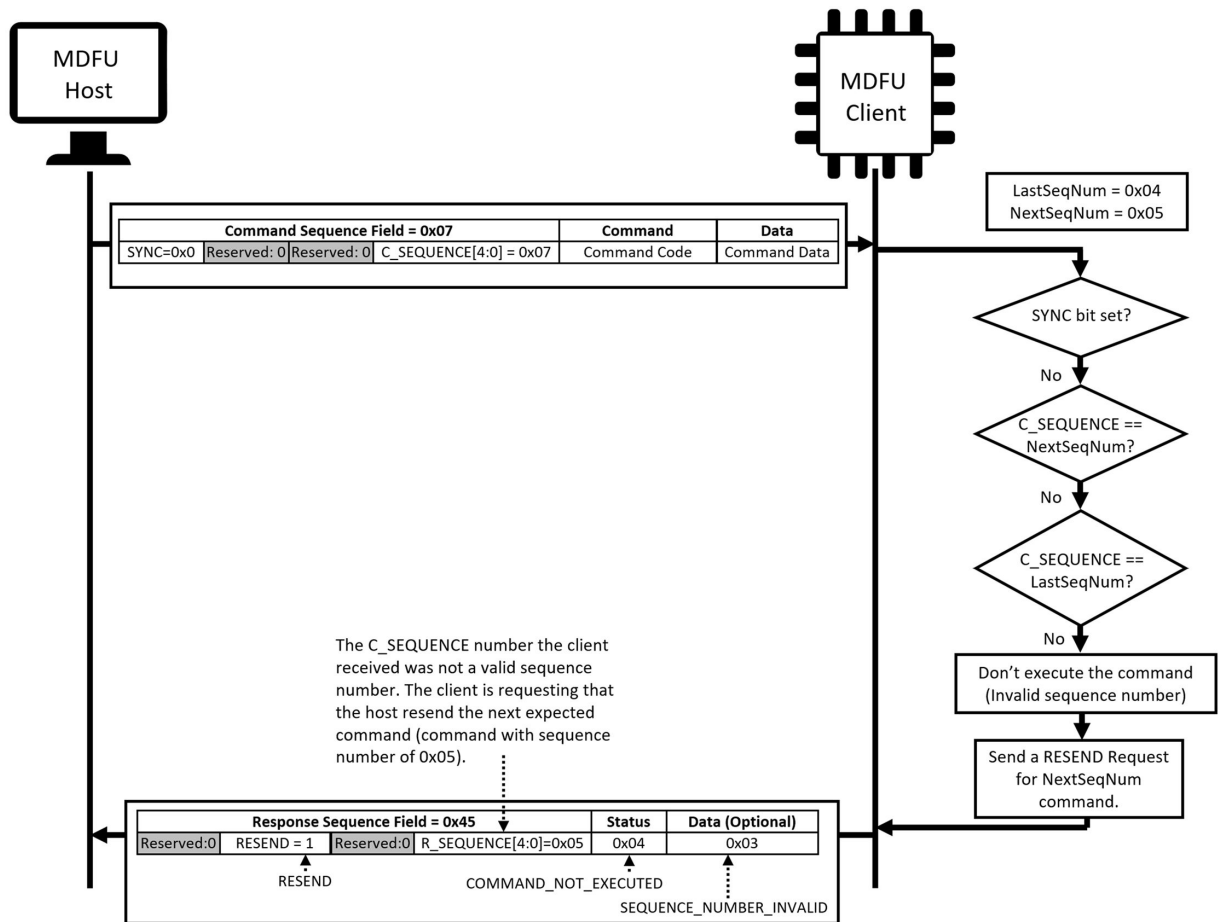 MDFU
Host
MDFU
Client
LastSeqNum = 0x04
NextSeqNum = 0x05
Command Sequence Field = 0x07 Command Data
SYNC=0x0 Reserved: 0 Reserved: 0 C_SEQUENCE[4:0] = 0x07 Command Code Command Data
SYNC bit set?
No
C_SEQUENCE ==
NextSeqNum?
No
C_SEQUENCE ==
LastSeqNum?
No
Don’t execute the command
(Invalid sequence number)
Send a RESEND Request
for NextSeqNum
command.
The C_SEQUENCE number the client
received was not a valid sequence
number. The client is requesting that
the host resend the next expected
command (command with sequence
number of 0x05).
Response Sequence Field = 0x45 Status Data (Optional)
Reserved:0 RESEND = 1 Reserved:0 R_SEQUENCE[4:0]=0x05 0x04 0x03
RESEND
COMMAND_NOT_EXECUTED
SEQUENCE_NUMBER_INVALID